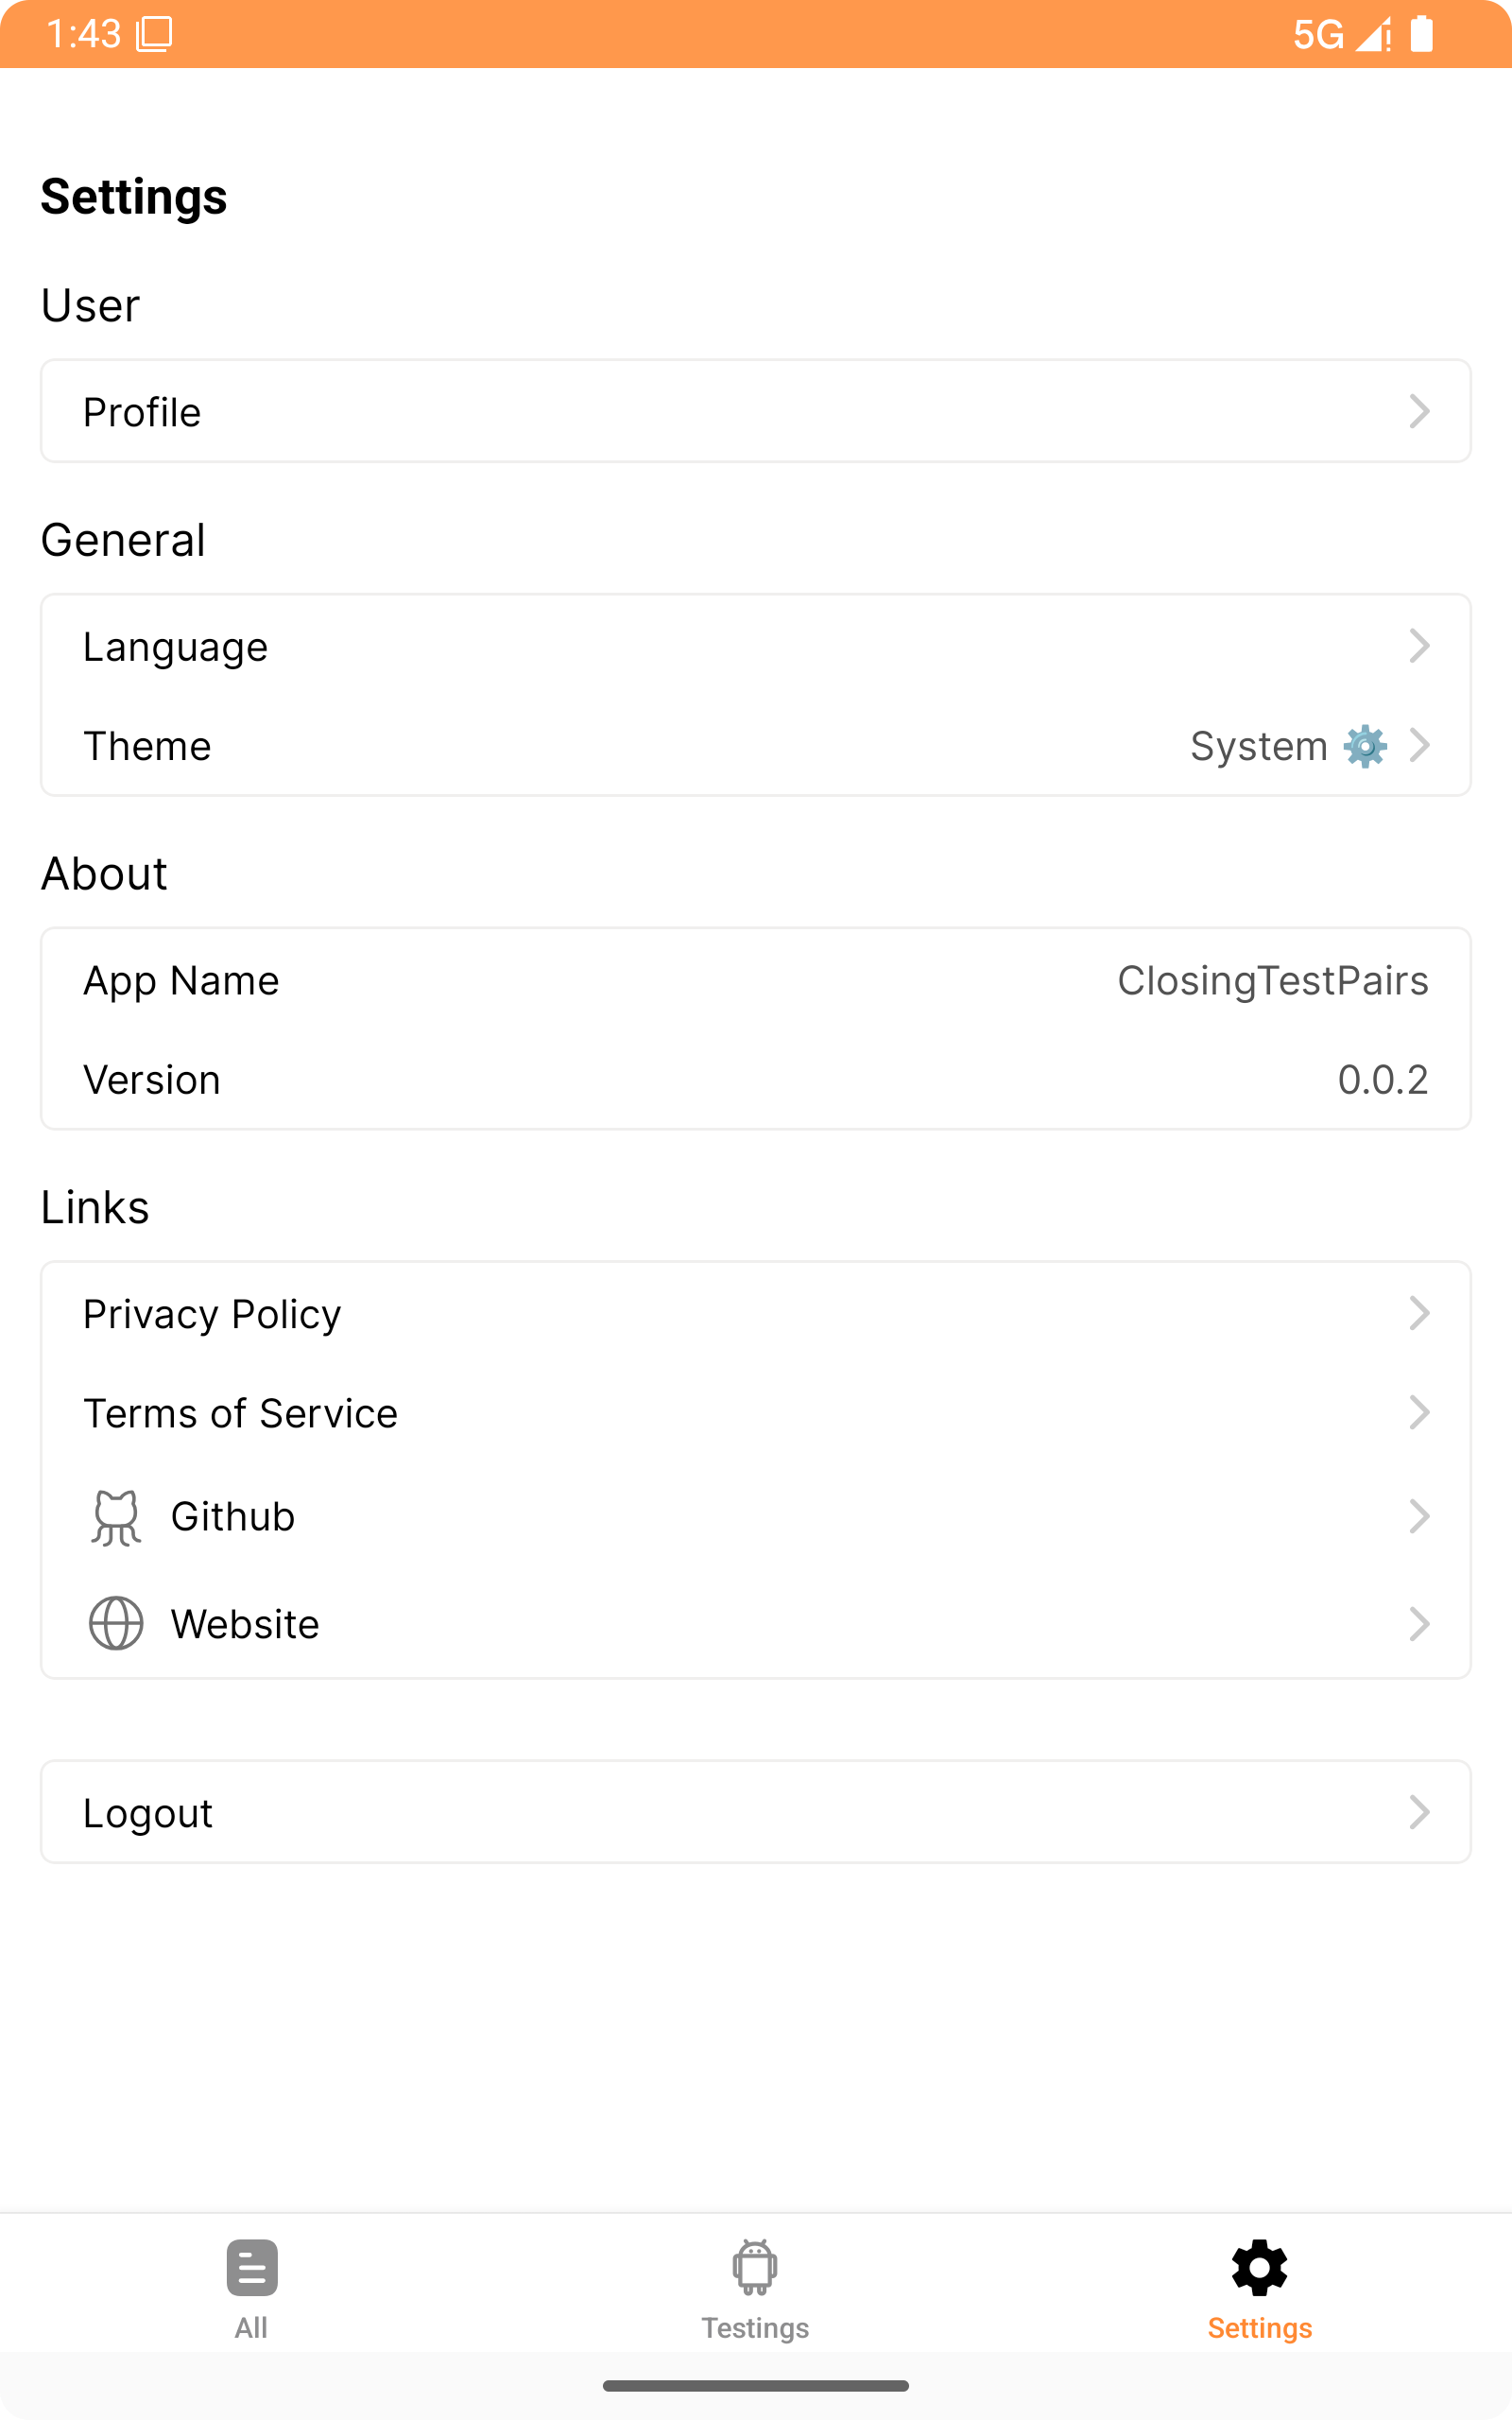 1:43 5G
Settings
User
Profile
General
Language
Theme System
About
App Name ClosingTestPairs
Version 0.0.2
Links
Privacy Policy
Terms of Service
Github
Website
Logout
All Testings Settings